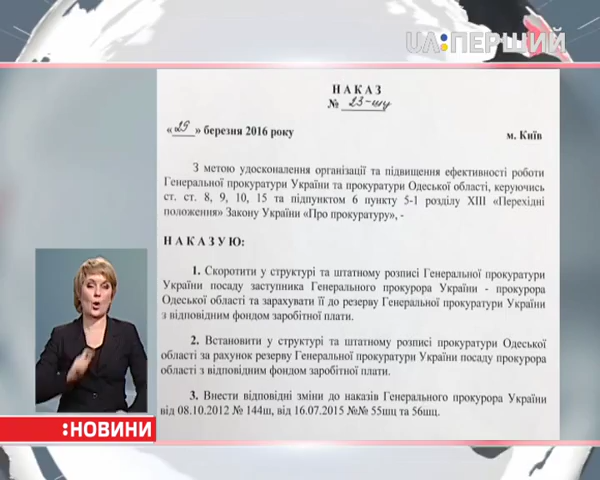 UA:ПЕРШИЙ
НАКАЗ
№ 23-шц
« 25 » березня 2016 року
м. Київ
З метою удосконалення організації та підвищення ефективності роботи
Генеральної прокуратури України та прокуратури Одеської області, керуючись
ст. ст. 8, 9, 10, 15 та підпунктом 6 пункту 5-1 розділу XIII «Перехідні
положення» Закону України «Про прокуратуру», -
НАКАЗУЮ:
1. Скоротити у структурі та штатному розписі Генеральної прокуратури
України посаду заступника Генерального прокурора України - прокурора
Одеської області та зарахувати її до резерву Генеральної прокуратури України
з відповідним фондом заробітної плати.
2. Встановити у структурі та штатному розписі прокуратури Одеської
області за рахунок резерву Генеральної прокуратури України посаду прокурора
області з відповідним фондом заробітної плати.
3. Внести відповідні зміни до наказів Генерального прокурора України
від 08.10.2012 № 144ш, від 16.07.2015 №№ 55шц та 56шц.
:НОВИНИ